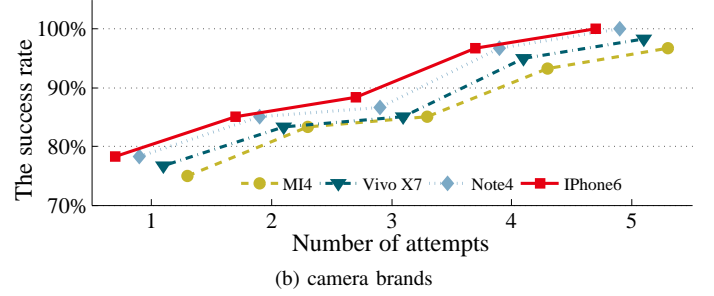 The success rate
100%
90%
80%
70%
MI4 Vivo X7 Note4 IPhone6
1 2 3 4 5
Number of attempts
(b) camera brands